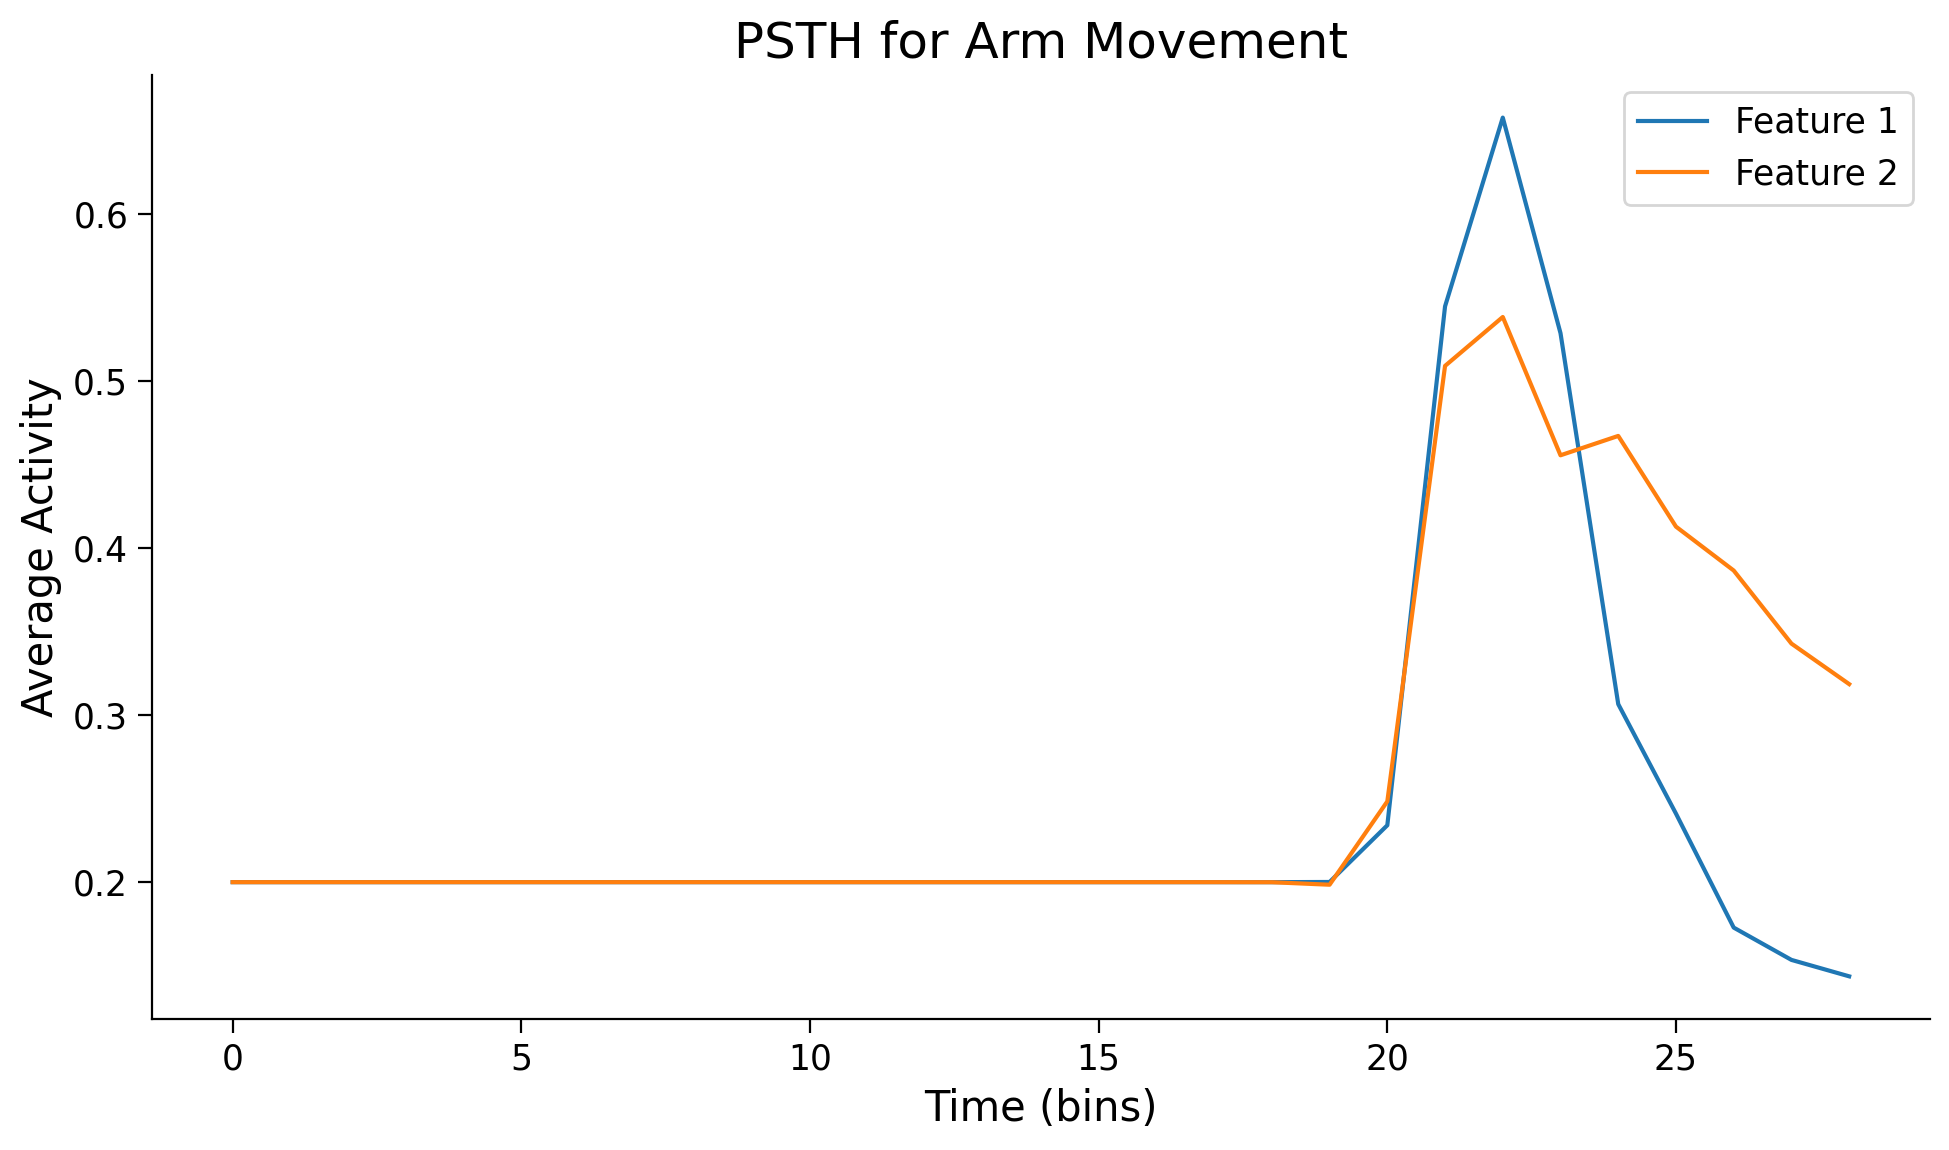 PSTH for Arm Movement
Feature 1
Feature 2
Average Activity
0.6
0.5
0.4
0.3
0.2
0 5 10 15 20 25
Time (bins)